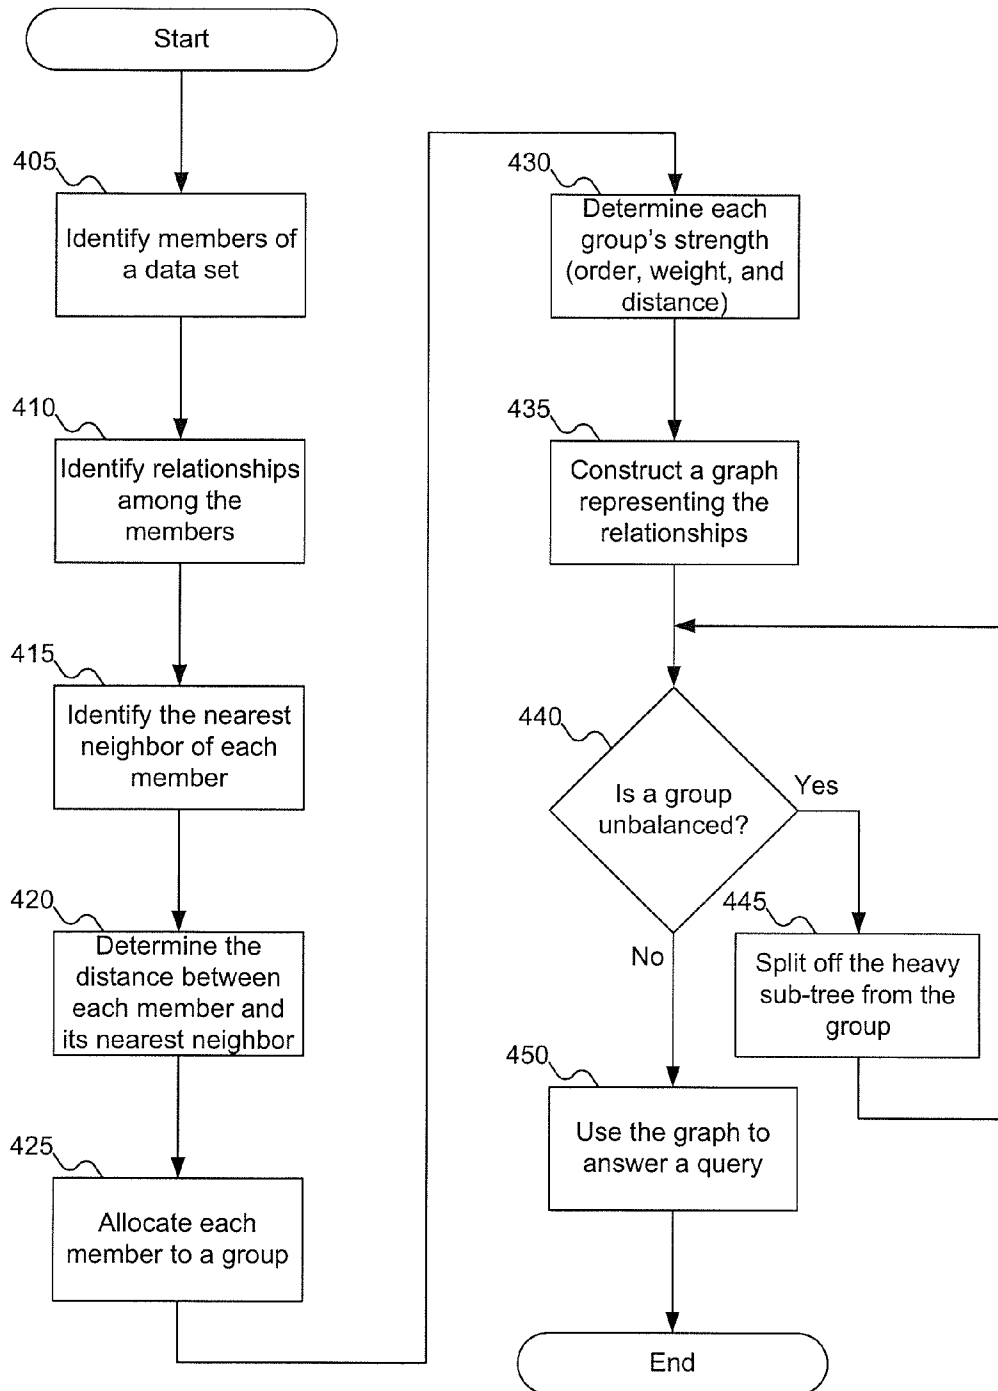 Start
405
Identify members of
a data set
410
Identify relationships
among the
members
415
Identify the nearest
neighbor of each
member
420
Determine the
distance between
each member and
its nearest neighbor
425
Allocate each
member to a group
430
Determine each
group's strength
(order, weight, and
distance)
435
Construct a graph
representing the
relationships
440
Is a group
unbalanced?
Yes
No
445
Split off the heavy
sub-tree from the
group
450
Use the graph to
answer a query
End